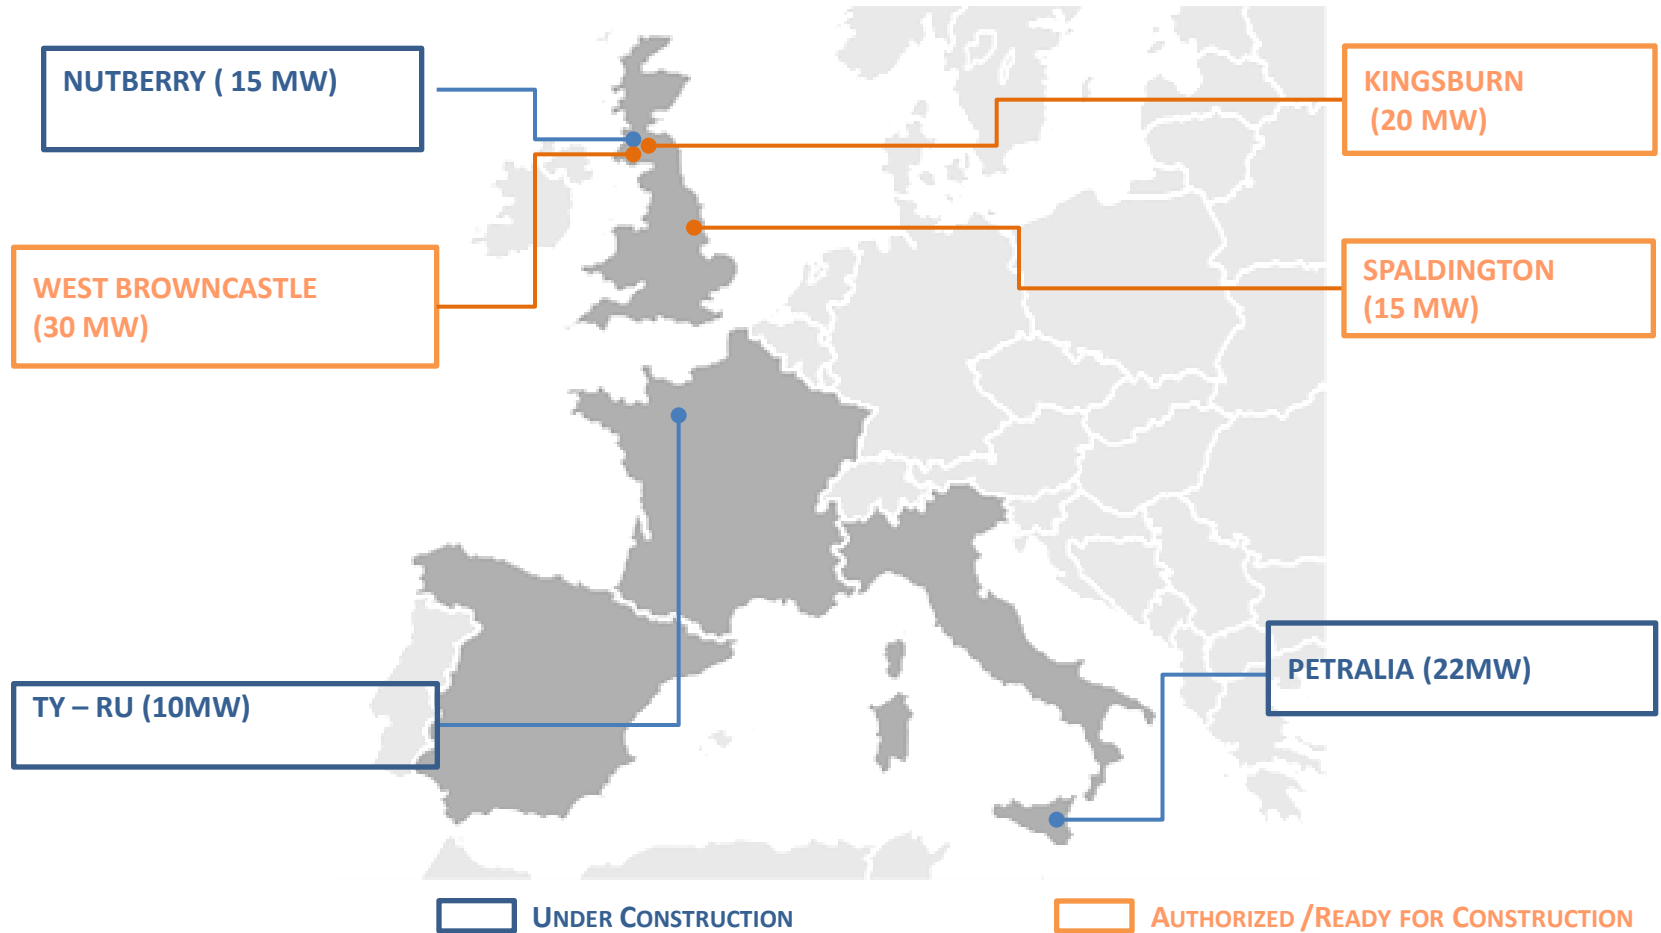 NUTBERRY ( 15 MW)
KINGSBURN
(20 MW)
WEST BROWNCASTLE
(30 MW)
SPALDINGTON
(15 MW)
TY – RU (10MW)
PETRALIA (22MW)
UNDER CONSTRUCTION
AUTHORIZED /READY FOR CONSTRUCTION